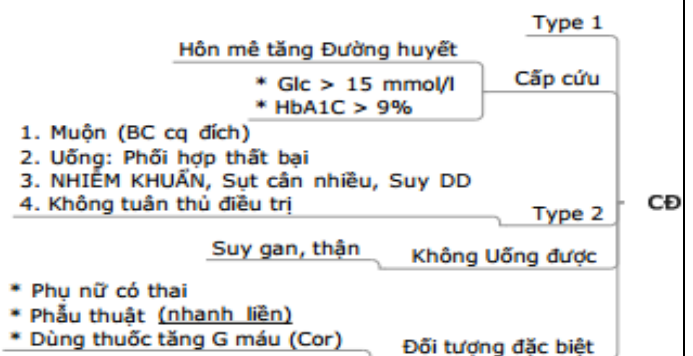 Type 1
Hôn mê tăng Đường huyết
* Glc > 15 mmol/l
* HbA1C > 9%
Cấp cứu
1. Muộn (BC cq đích)
2. Uống: Phối hợp thất bại
3. NHIỄM KHUẨN, Sụt cân nhiều, Suy DD
4. Không tuân thủ điều trị
Type 2
CĐ
Suy gan, thận
Không Uống được
* Phụ nữ có thai
* Phẫu thuật (nhanh liền)
* Dùng thuốc tăng G máu (Cor)
Đối tượng đặc biệt